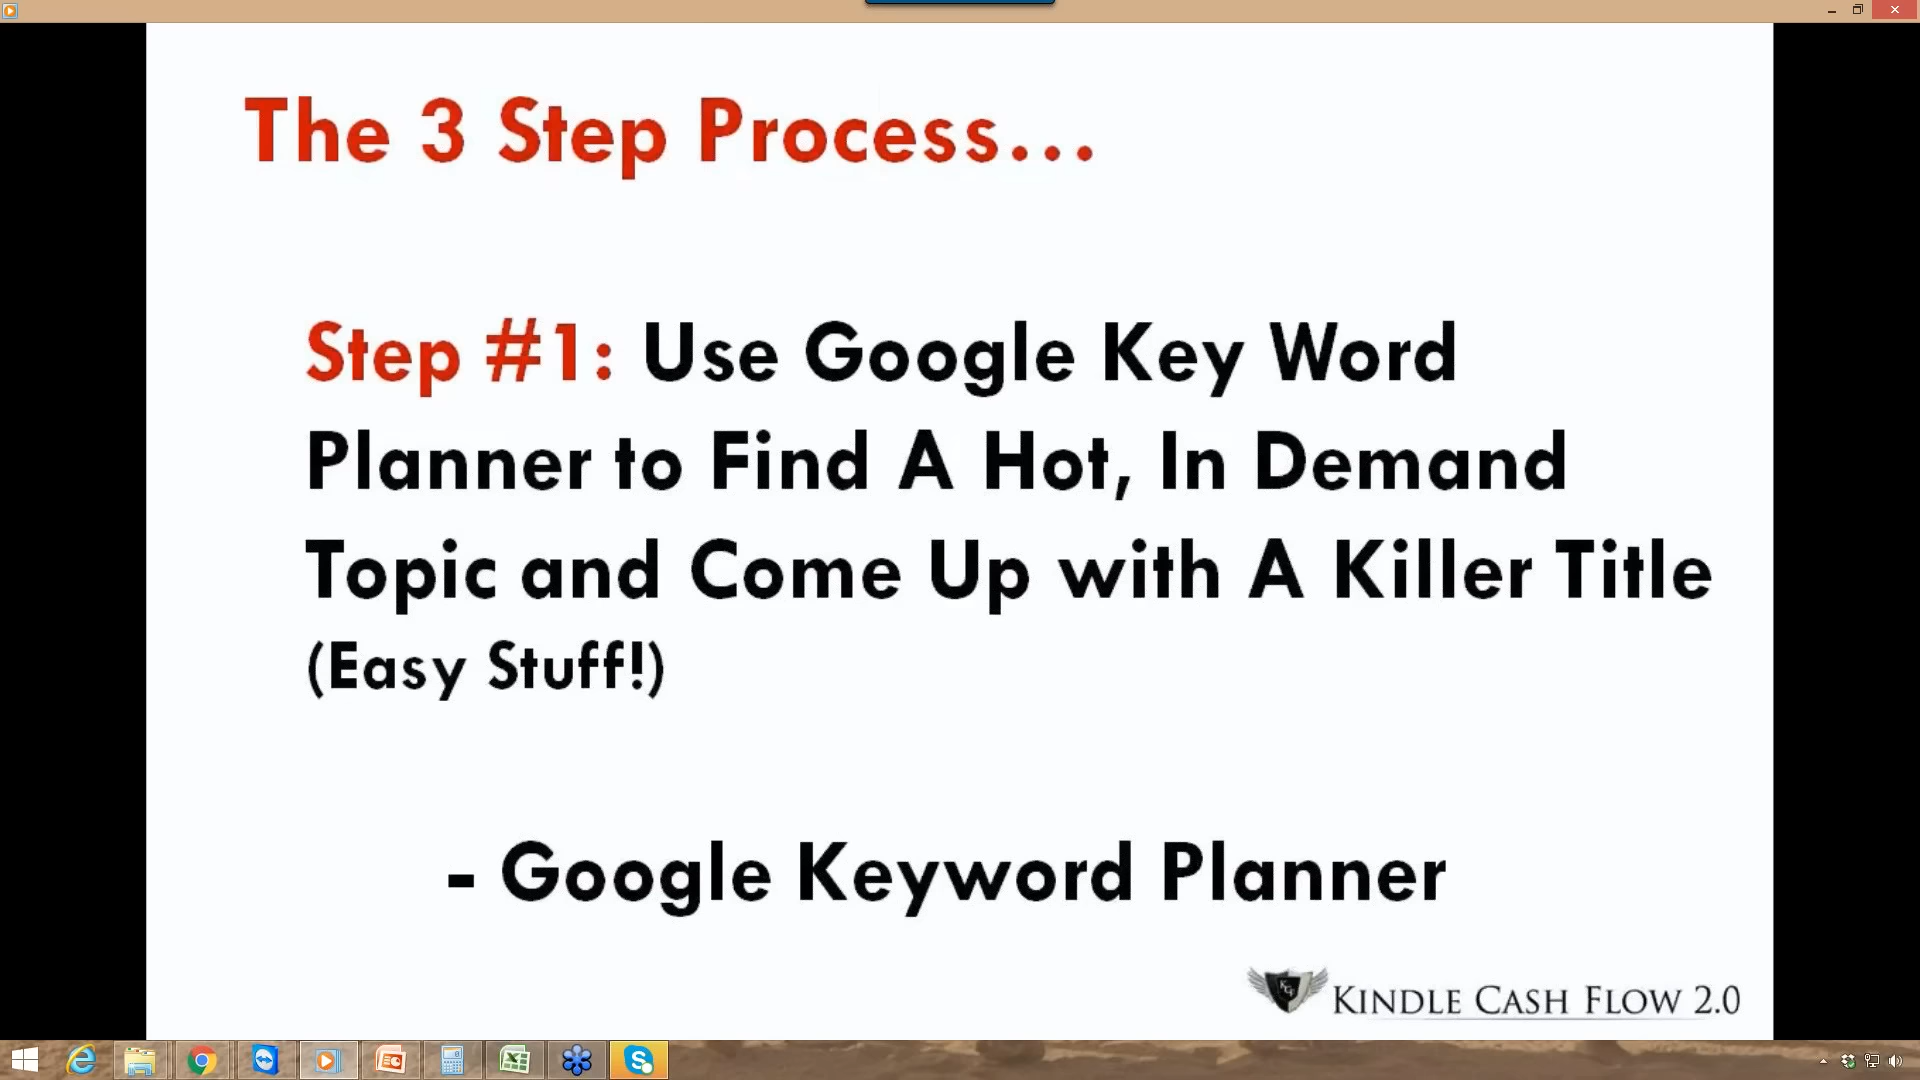 The 3 Step Process...
Step #1: Use Google Key Word
Planner to Find A Hot, In Demand
Topic and Come Up with A Killer Title
(Easy Stuff!)
- Google Keyword Planner
KCF
KINDLE CASH FLOW 2.0